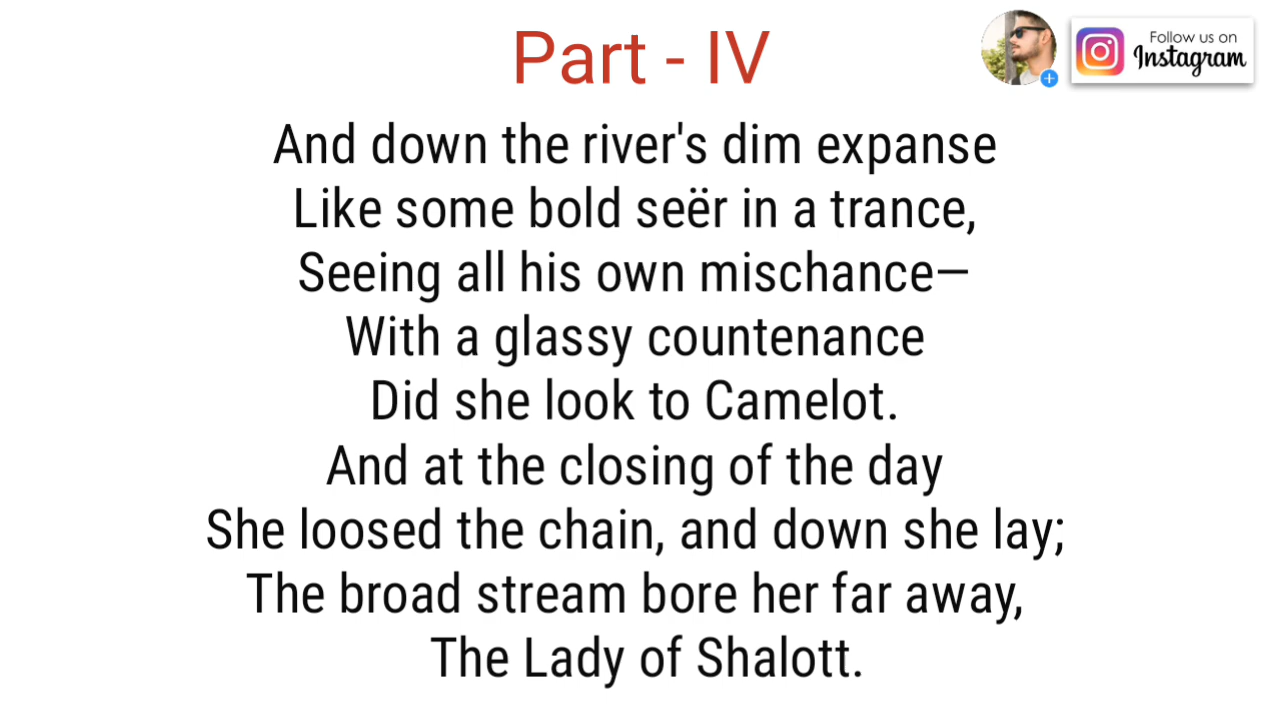 Part - IV
Follow us on
Instagram
And down the river's dim expanse
Like some bold seër in a trance,
Seeing all his own mischance—
With a glassy countenance
Did she look to Camelot.
And at the closing of the day
She loosed the chain, and down she lay;
The broad stream bore her far away,
The Lady of Shalott.